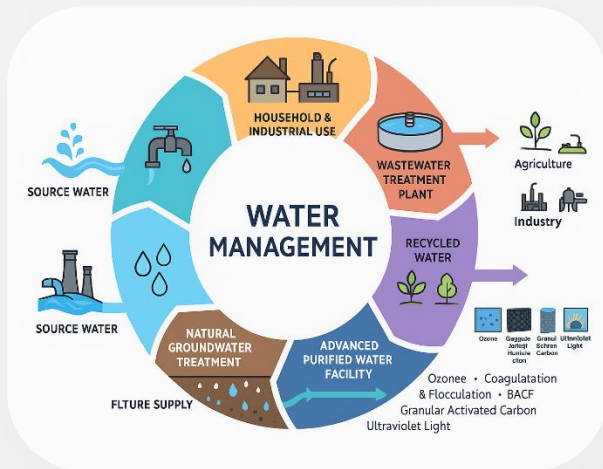 HOUSEHOLD &
INDUSTRIAL USE
WASTEWATER
TREATMENT
PLANT
Agriculture
Industry
SOURCE WATER
WATER
MANAGEMENT
RECYCLED
WATER
SOURCE WATER
NATURAL
GROUNDWATER
TREATMENT
ADVANCED
PURIFIED WATER
FACILITY
FLTURE SUPPLY
Ozone
Granul
Carbon
Light
Ozonee • Coagulatation
& Flocculation • BACF
Granular Activated Carbon
Ultraviolet Light